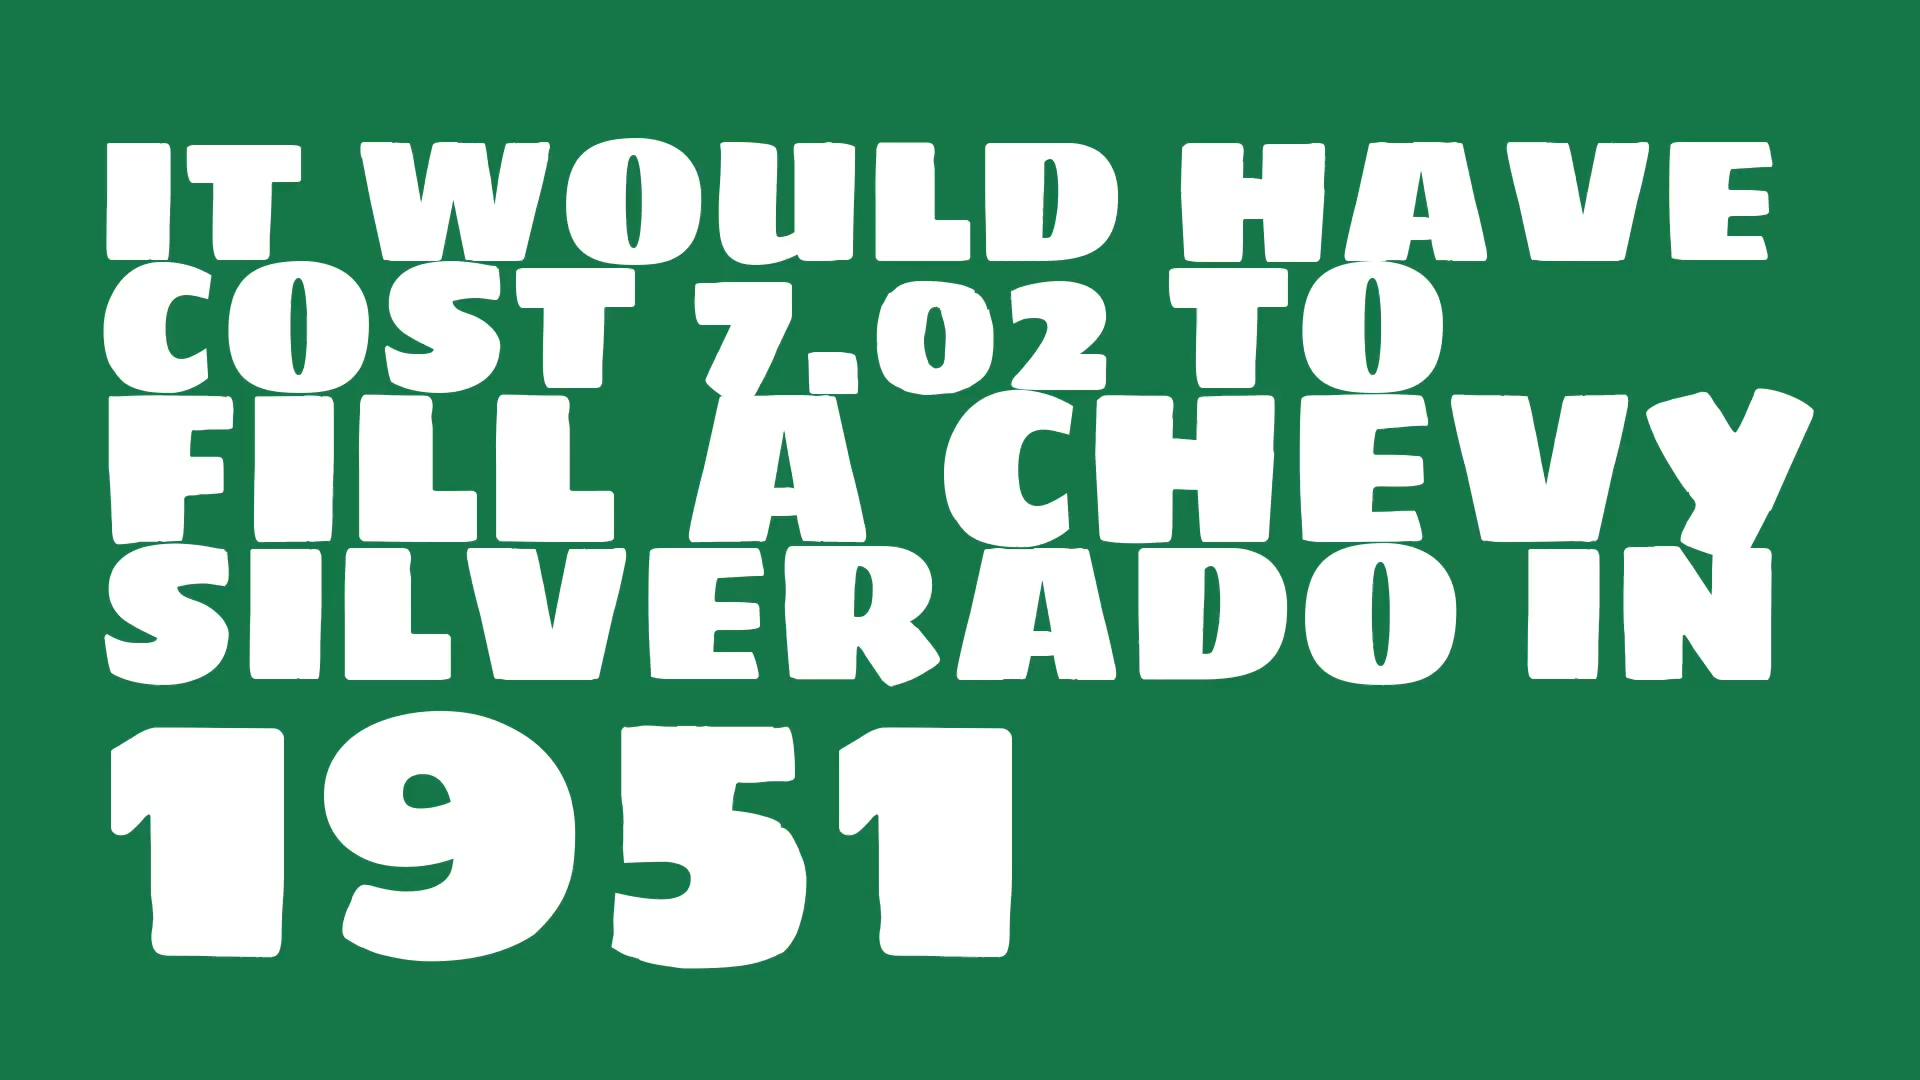 IT WOULD HAVE
COST 7.02 TO
FILL A CHEVY
SILVERADO IN
1951